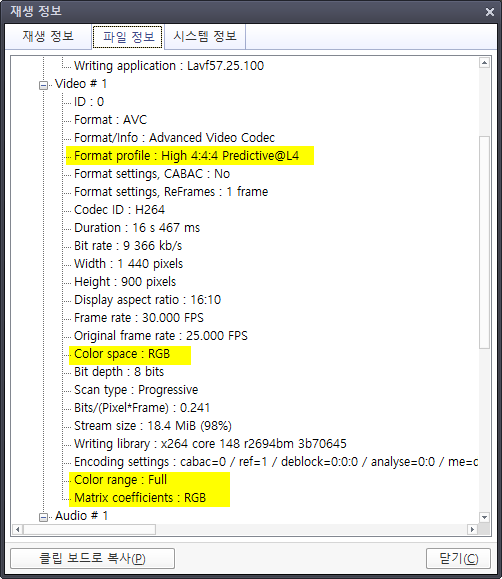 재생 정보
재생 정보 파일 정보 시스템 정보
Writing application : Lavf57.25.100
Video # 1
ID : 0
Format : AVC
Format/Info : Advanced Video Codec
Format profile : High 4:4:4 Predictive@L4
Format settings, CABAC : No
Format settings, ReFrames : 1 frame
Codec ID : H264
Duration : 16 s 467 ms
Bit rate : 9 366 kb/s
Width : 1 440 pixels
Height : 900 pixels
Display aspect ratio : 16:10
Frame rate : 30.000 FPS
Original frame rate : 25.000 FPS
Color space : RGB
Bit depth : 8 bits
Scan type : Progressive
Bits/(Pixel*Frame) : 0.241
Stream size : 18.4 MiB (98%)
Writing library : x264 core 148 r2694bm 3b70645
Encoding settings : cabac=0 / ref=1 / deblock=0:0:0 / analyse=0:0 / me=d
Color range : Full
Matrix coefficients : RGB
Audio # 1
클립 보드로 복사(P) 닫기(C)